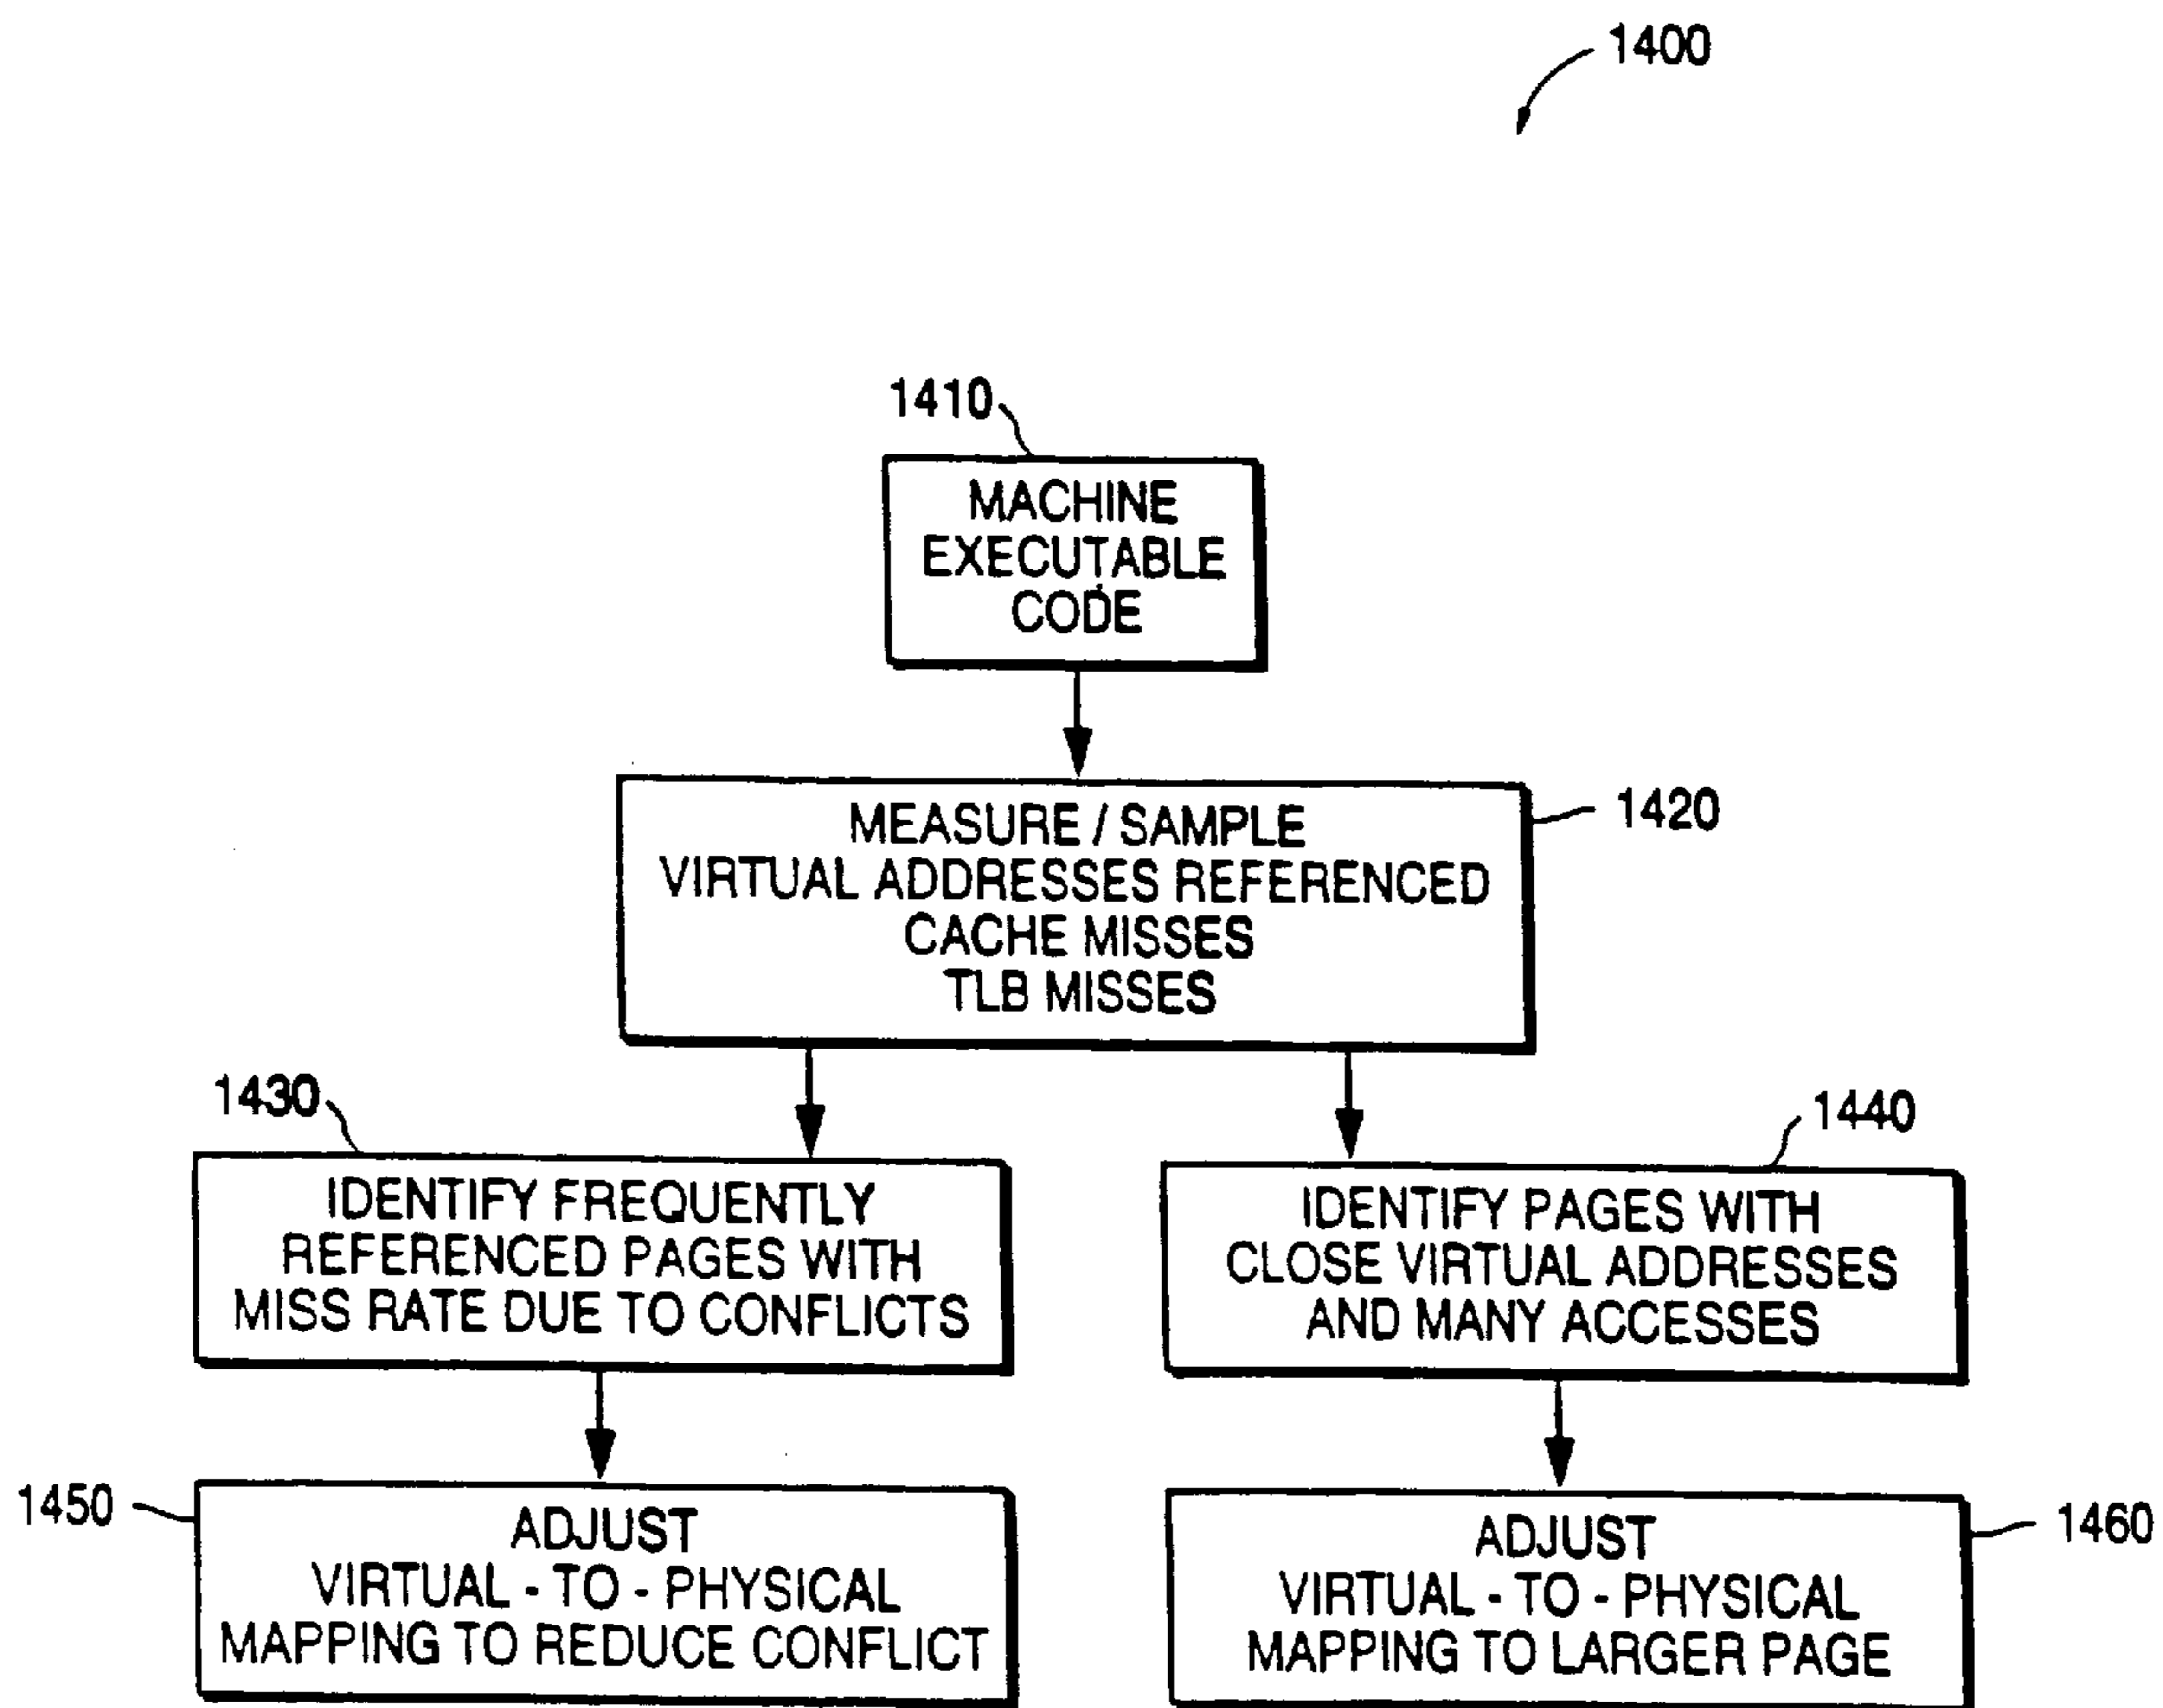 1400
1410
MACHINE
EXECUTABLE
CODE
MEASURE / SAMPLE
VIRTUAL ADDRESSES REFERENCED
CACHE MISSES
TLB MISSES
1420
1430
IDENTIFY FREQUENTLY
REFERENCED PAGES WITH
MISS RATE DUE TO CONFLICTS
1440
IDENTIFY PAGES WITH
CLOSE VIRTUAL ADDRESSES
AND MANY ACCESSES
1450
ADJUST
VIRTUAL - TO - PHYSICAL
MAPPING TO REDUCE CONFLICT
ADJUST
VIRTUAL - TO - PHYSICAL
MAPPING TO LARGER PAGE
1460